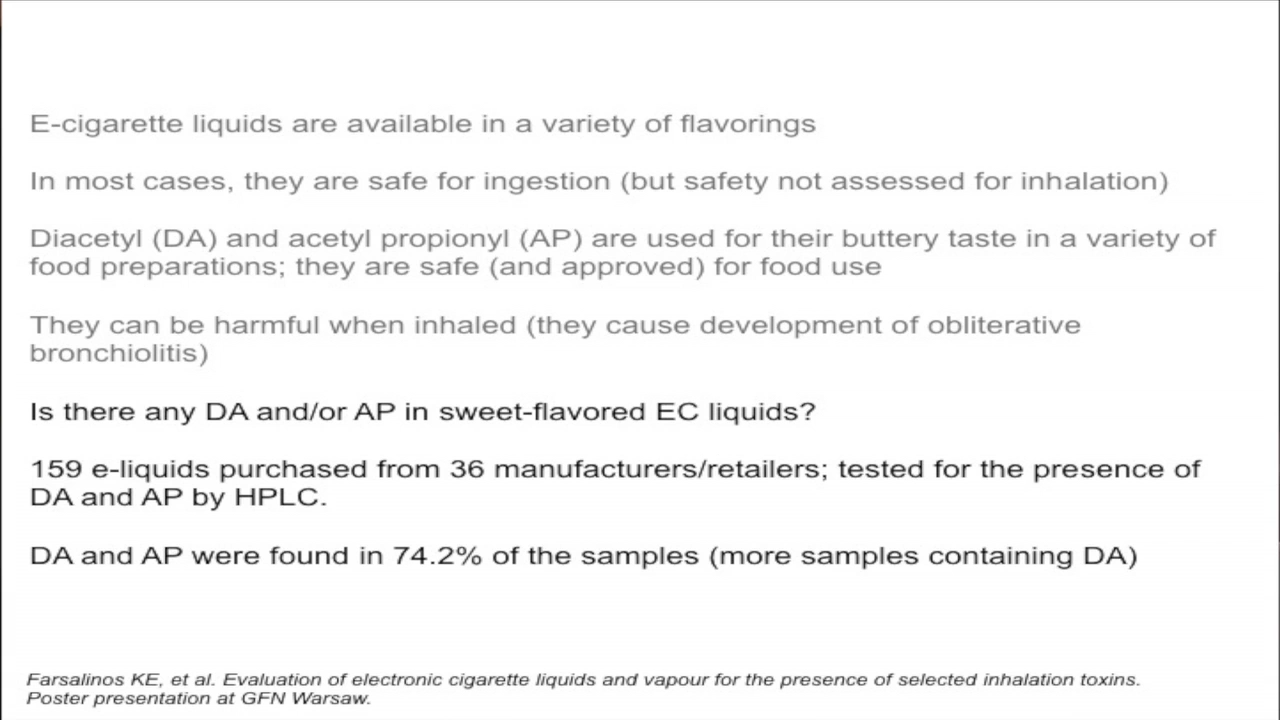 E-cigarette liquids are available in a variety of flavorings
In most cases, they are safe for ingestion (but safety not assessed for inhalation)
Diacetyl (DA) and acetyl propionyl (AP) are used for their buttery taste in a variety of
food preparations; they are safe (and approved) for food use
They can be harmful when inhaled (they cause development of obliterative
bronchiolitis)
Is there any DA and/or AP in sweet-flavored EC liquids?
159 e-liquids purchased from 36 manufacturers/retailers; tested for the presence of
DA and AP by HPLC.
DA and AP were found in 74.2% of the samples (more samples containing DA)
Farsalinos KE, et al. Evaluation of electronic cigarette liquids and vapour for the presence of selected inhalation toxins.
Poster presentation at GFN Warsaw.